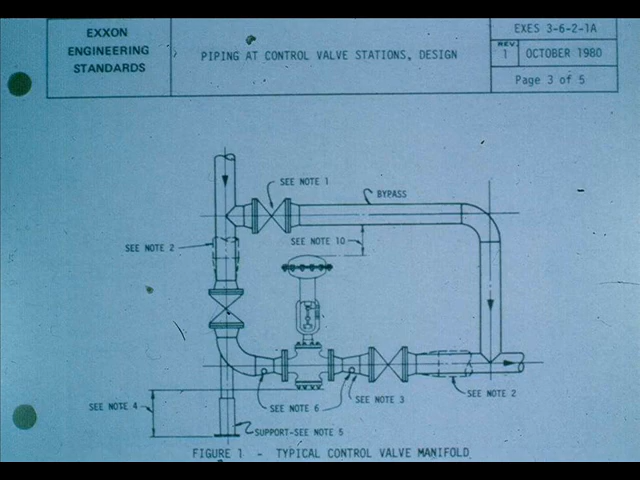 EXXON
ENGINEERING
STANDARDS
PIPING AT CONTROL VALVE STATIONS, DESIGN
EXES 3-6-2-1A
REV.
1
OCTOBER 1980
Page 3 of 5
SEE NOTE 1
BYPASS
SEE NOTE 2
SEE NOTE 10
SEE NOTE 4
SEE NOTE 6
SEE NOTE 3
SEE NOTE 2
SUPPORT-SEE NOTE 5
FIGURE 1 - TYPICAL CONTROL VALVE MANIFOLD